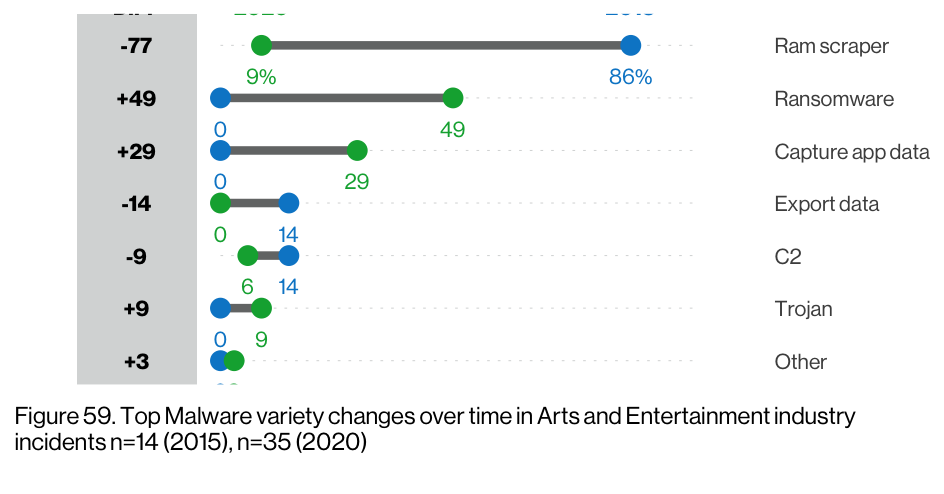 -77 Ram scraper
9% 86%
+49 Ransomware
0 49
+29 Capture app data
0 29
-14 Export data
0 14
-9 C2
6 14
+9 Trojan
0 9
+3 Other
Figure 59. Top Malware variety changes over time in Arts and Entertainment industry
incidents n=14 (2015), n=35 (2020)